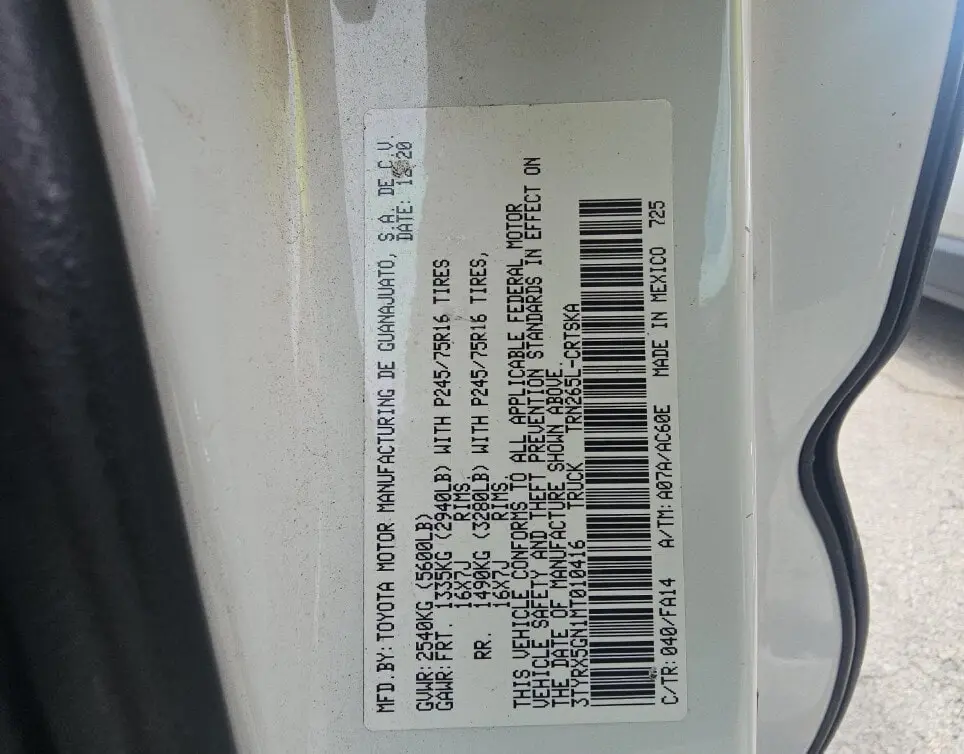 MFD.BY: TOYOTA MOTOR MANUFACTURING DE GUANAJUATO, S.A. DE C.V.
DATE: 20
GVWR: 2540KG (5600LB)
GAWR: FRT. 1335KG (2940LB) WITH P245/75R16 TIRES
16X7J RIMS,
RR. 1490KG (3280LB) WITH P245/75R16 TIRES,
16X7J RIMS.
THIS VEHICLE CONFORMS TO ALL APPLICABLE FEDERAL MOTOR
VEHICLE SAFETY AND THEFT PREVENTION STANDARDS IN EFFECT ON
THE DATE OF MANUFACTURE SHOWN ABOVE.
3TYRX5GN1MT010416 TRUCK TRN265L-CRTSKA
C/TR: 040/FA14 A/TM: A07A/AC60E MADE IN MEXICO 725